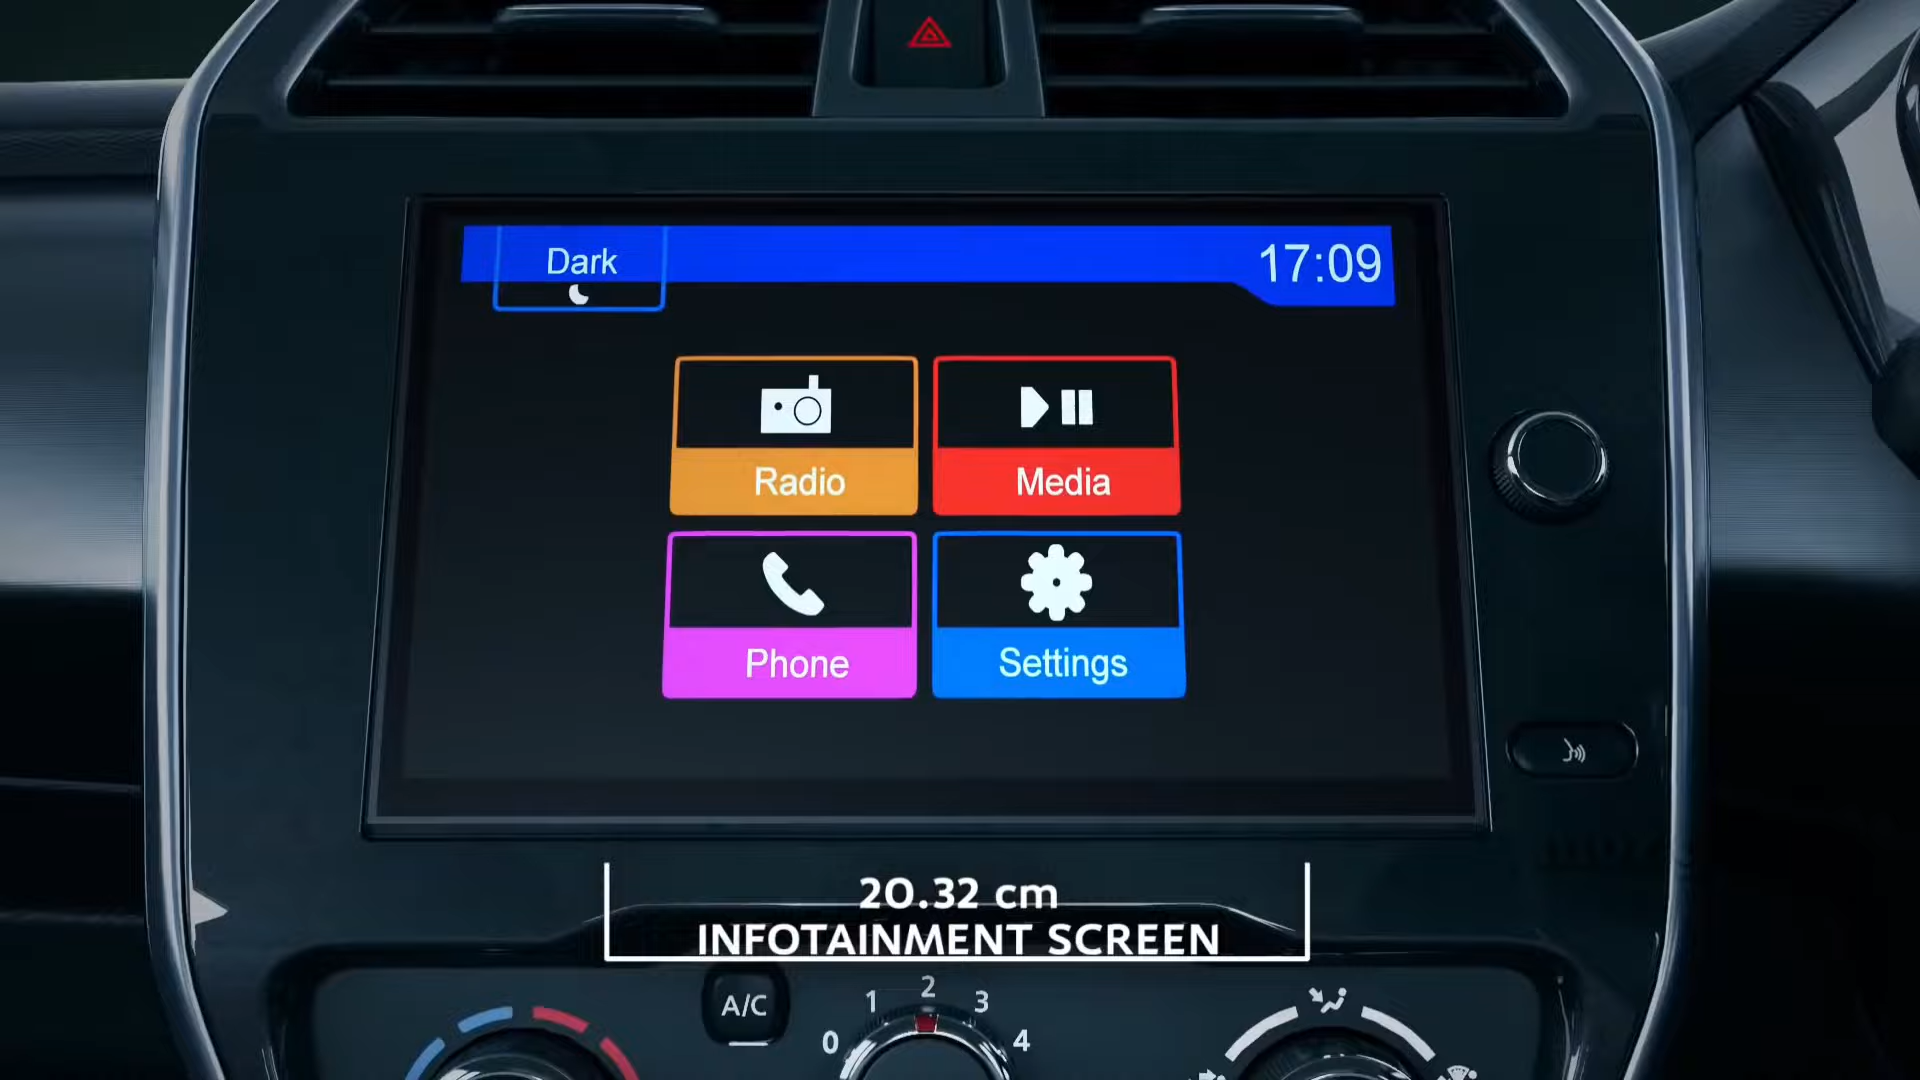 Dark
17:09
Radio
Media
Phone
Settings
20.32 cm
INFOTAINMENT SCREEN
A/C
0 1 2 3 4